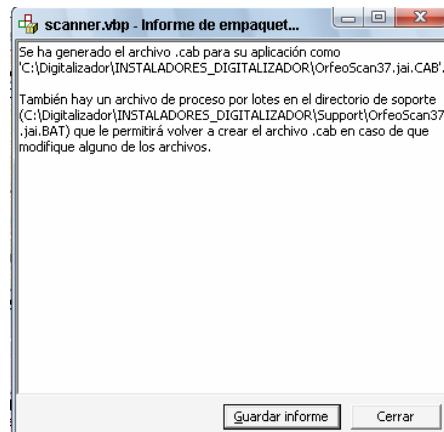 scanner.vbp - Informe de empaquet...
Se ha generado el archivo .cab para su aplicación como
'C:\Digitalizador\INSTALADORES_DIGITALIZADOR\OrfeoScan37.jai.CAB'.
También hay un archivo de proceso por lotes en el directorio de soporte
(C:\Digitalizador\INSTALADORES_DIGITALIZADOR\Support\OrfeoScan37
.jai.BAT) que le permitirá volver a crear el archivo .cab en caso de que
modifique alguno de los archivos.
Guardar informe
Cerrar